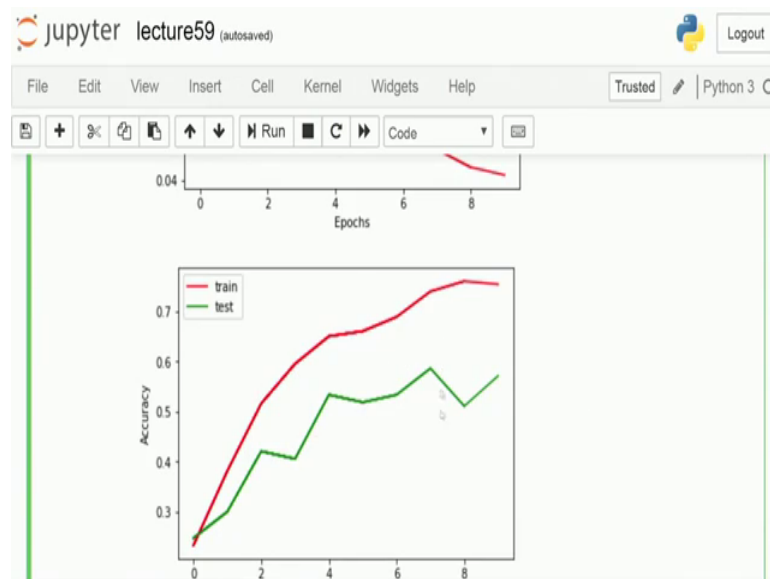 jupyter lecture59 (autosaved) Logout
File Edit View Insert Cell Kernel Widgets Help Trusted Python 3
Run Code
0.04
0 2 4 6 8
Epochs
train
test
0.7
0.6
0.5
0.4
0.3
Accuracy
0 2 4 6 8